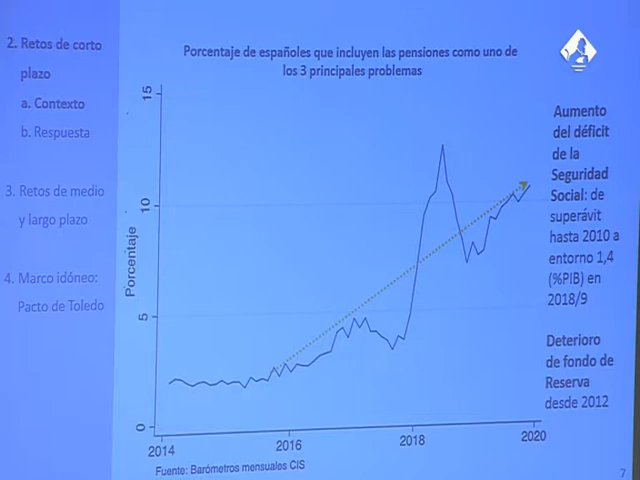 2. Retos de corto
plazo
a. Contexto
b. Respuesta
3. Retos de medio
y largo plazo
4. Marco idóneo:
Pacto de Toledo
Porcentaje de españoles que incluyen las pensiones como uno de
los 3 principales problemas
Porcentaje
15
10
5
0
2014
2016
2018
2020
Fuente: Barómetros mensuales CIS
Aumento
del déficit
de la
Seguridad
Social: de
superávit
hasta 2010 a
entorno 1,4
(%PIB) en
2018/9
Deterioro
de fondo de
Reserva
desde 2012
7